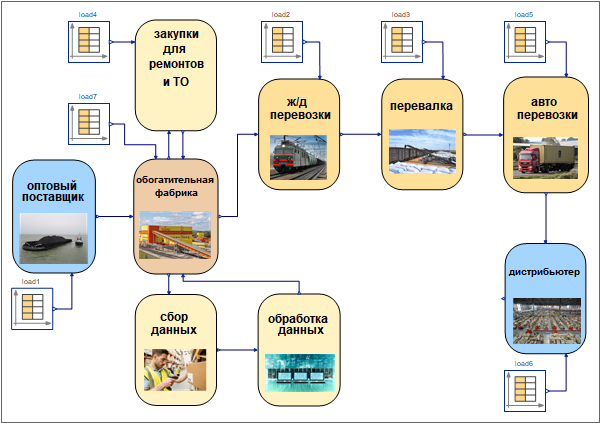 load4
закупки
для
ремонтов
и ТО
load2
load3
load5
load7
ж/д
перевозки
перевалка
авто
перевозки
оптовый
поставщик
обогатительная
фабрика
дистрибьютер
load1
сбор
данных
обработка
данных
load6